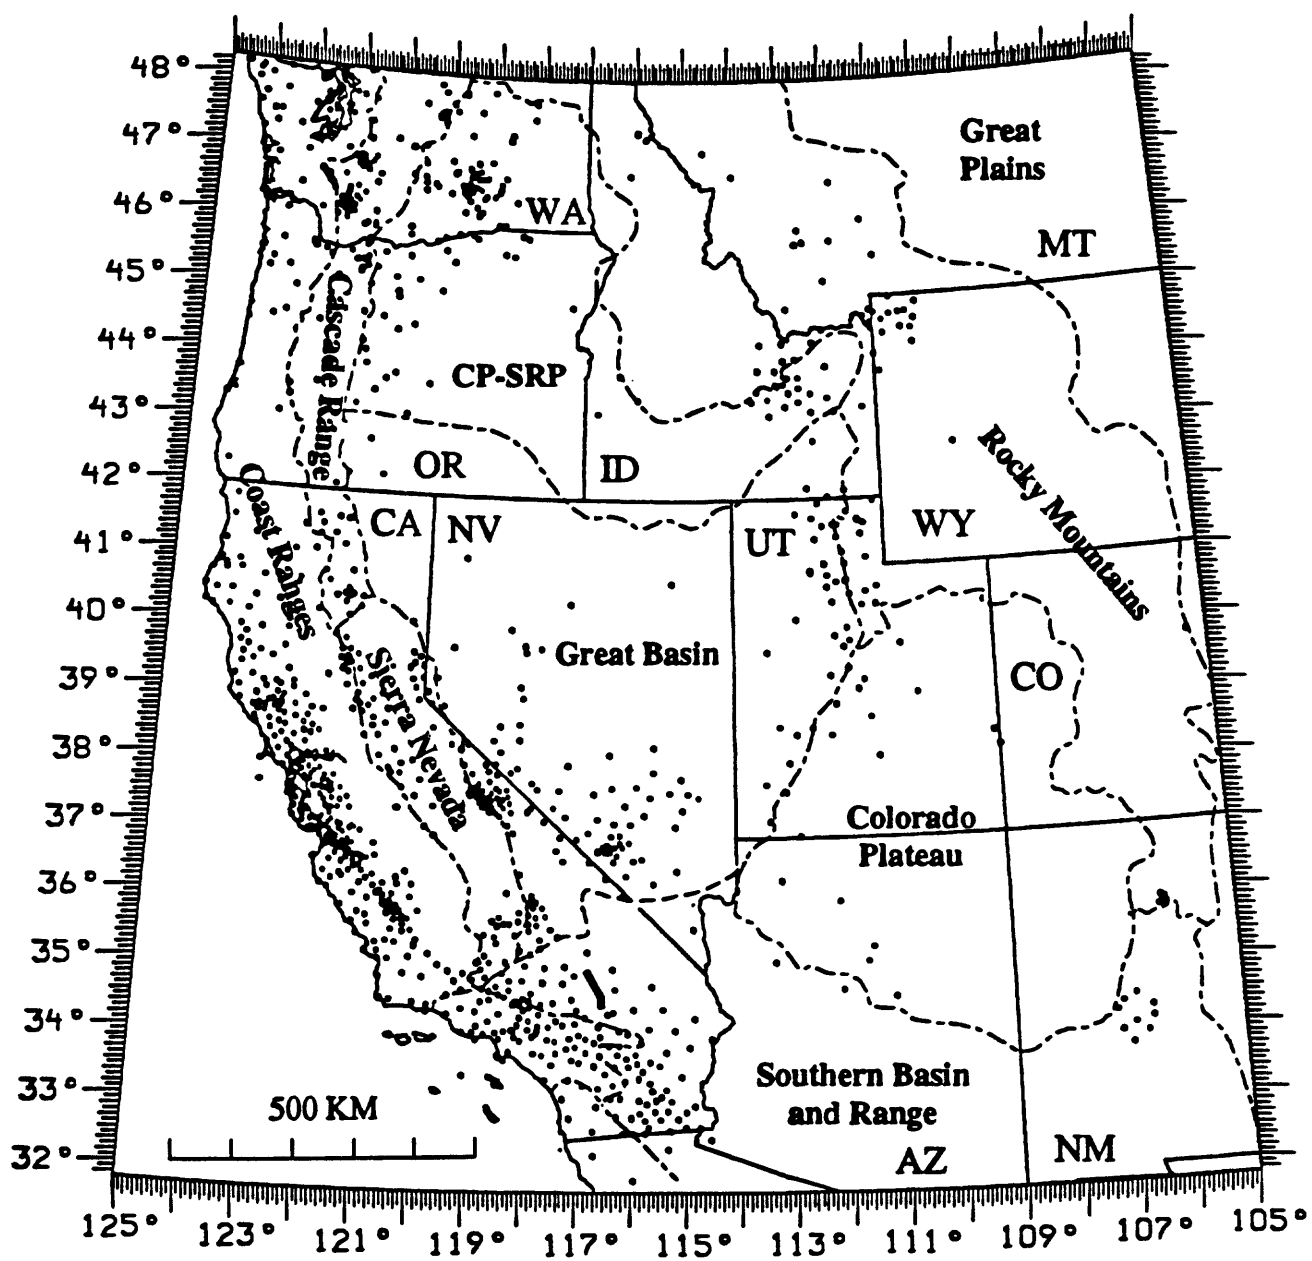 48°
47°
46°
45°
44°
43°
42°
41°
40°
39°
38°
37°
36°
35°
34°
33°
32°
Great
Plains
WA
MT
Cascade Range
CP-SRP
OR
ID
Coast Ranges
CA
NV
UT
WY
Rocky Mountains
Great Basin
Sierra Nevada
CO
Colorado
Plateau
Southern Basin
and Range
500 KM
AZ
NM
125°
123°
121°
119°
117°
115°
113°
111°
109°
107°
105°